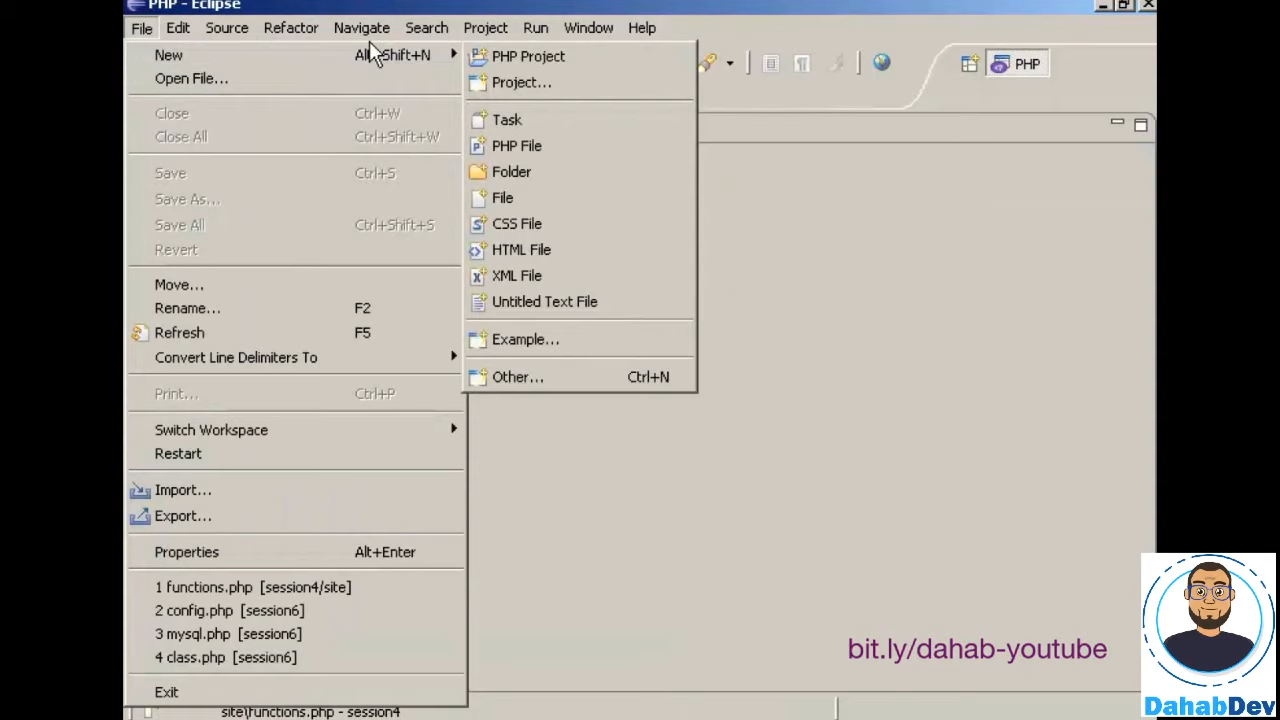 PHP - Eclipse
File Edit Source Refactor Navigate Search Project Run Window Help
New Alt+Shift+N
Open File...
Close Ctrl+W
Close All Ctrl+Shift+W
Save Ctrl+S
Save As...
Save All Ctrl+Shift+S
Revert
Move...
Rename... F2
Refresh F5
Convert Line Delimiters To
Print... Ctrl+P
Switch Workspace
Restart
Import...
Export...
Properties Alt+Enter
1 functions.php [session4/site]
2 config.php [session6]
3 mysql.php [session6]
4 class.php [session6]
Exit
PHP Project
Project...
Task
PHP File
Folder
File
CSS File
HTML File
XML File
Untitled Text File
Example...
Other... Ctrl+N
PHP
site\functions.php - session4
bit.ly/dahab-youtube
DahabDev